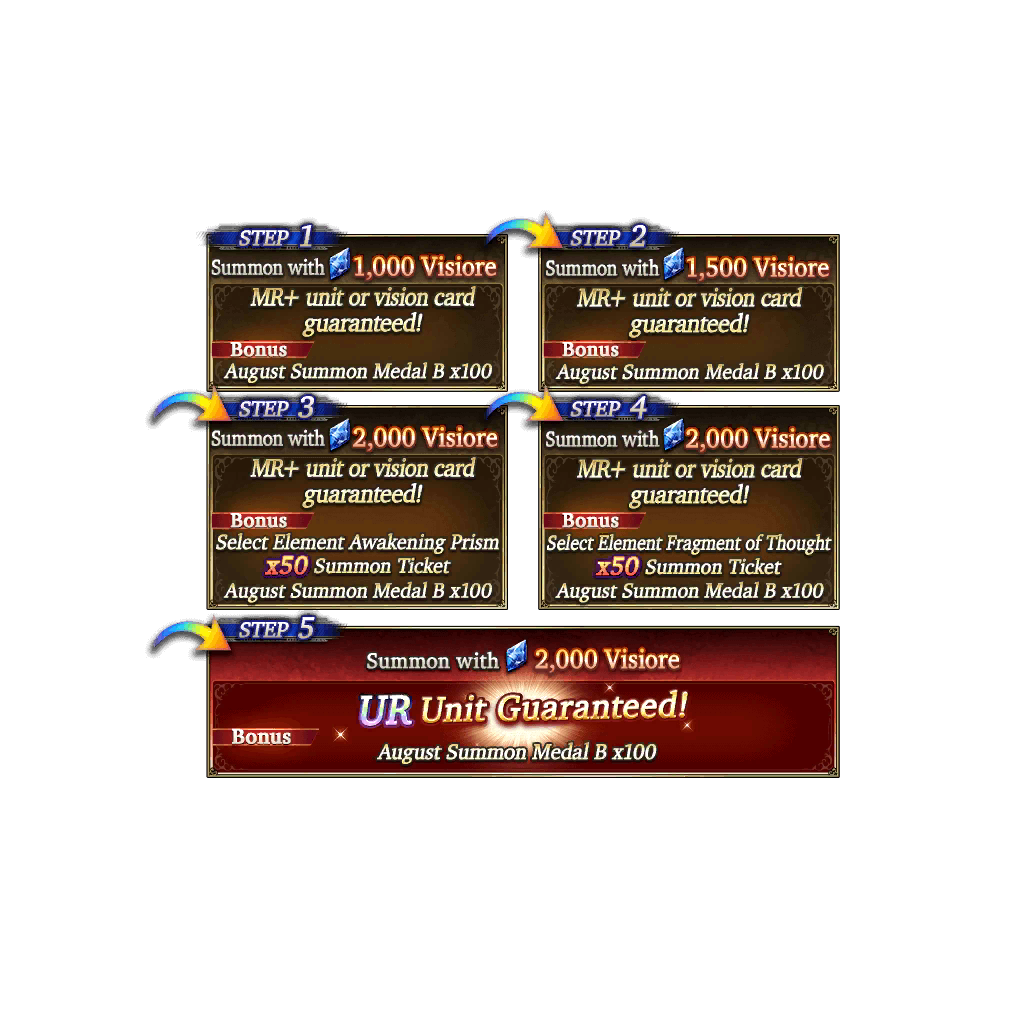 STEP 1
Summon with 1,000 Visiore
MR+ unit or vision card
guaranteed!
Bonus
August Summon Medal B x100
STEP 2
Summon with 1,500 Visiore
MR+ unit or vision card
guaranteed!
Bonus
August Summon Medal B x100
STEP 3
Summon with 2,000 Visiore
MR+ unit or vision card
guaranteed!
Bonus
Select Element Awakening Prism
x50 Summon Ticket
August Summon Medal B x100
STEP 4
Summon with 2,000 Visiore
MR+ unit or vision card
guaranteed!
Bonus
Select Element Fragment of Thought
x50 Summon Ticket
August Summon Medal B x100
STEP 5
Summon with 2,000 Visiore
UR Unit Guaranteed!
Bonus
August Summon Medal B x100